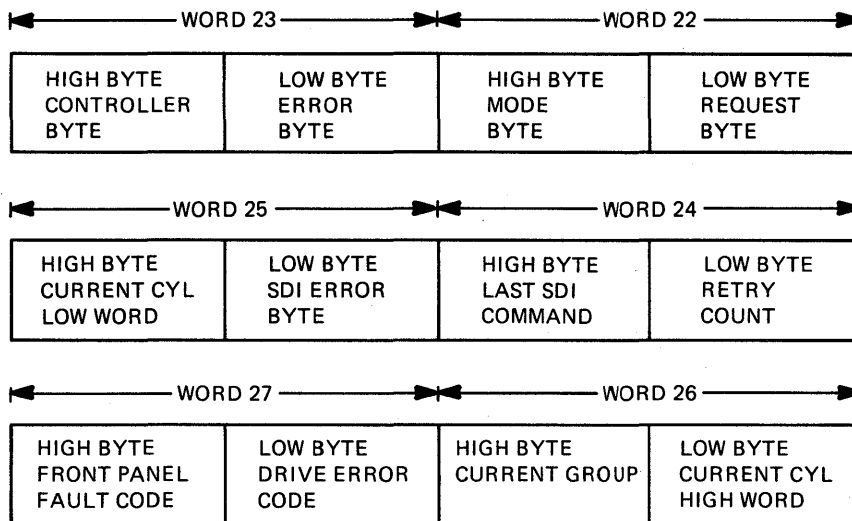 WORD 23 WORD 22
HIGH BYTE LOW BYTE HIGH BYTE LOW BYTE
CONTROLLER ERROR MODE REQUEST
BYTE BYTE BYTE BYTE
WORD 25 WORD 24
HIGH BYTE LOW BYTE HIGH BYTE LOW BYTE
CURRENT CYL SDI ERROR LAST SDI RETRY
LOW WORD BYTE COMMAND COUNT
WORD 27 WORD 26
HIGH BYTE LOW BYTE HIGH BYTE LOW BYTE
FRONT PANEL DRIVE ERROR CURRENT GROUP CURRENT CYL
FAULT CODE CODE HIGH WORD